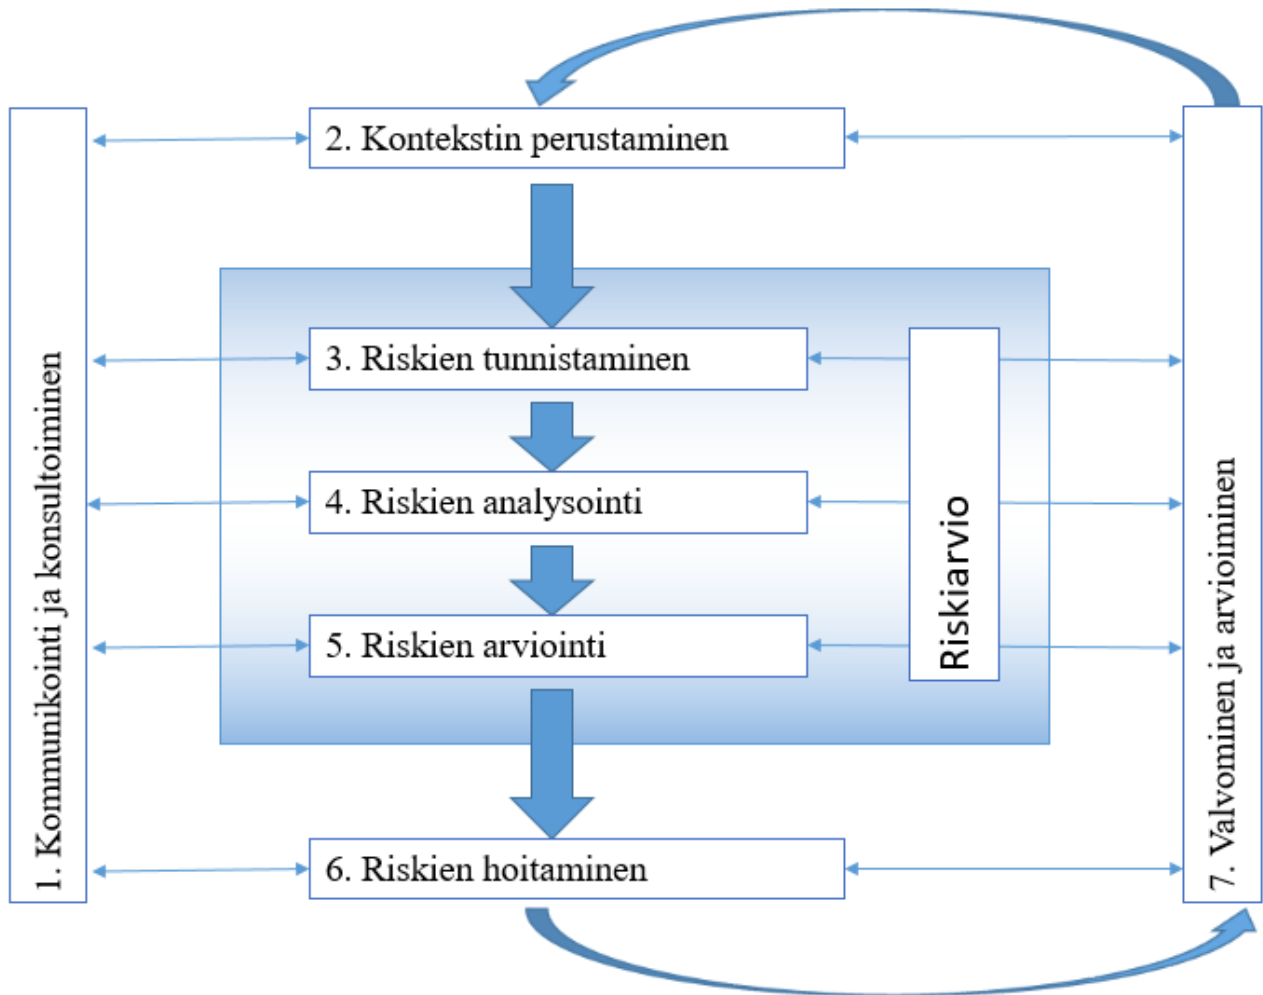 1. Kommunikointi ja konsultoiminen
2. Kontekstin perustaminen
3. Riskien tunnistaminen
4. Riskien analysointi
5. Riskien arviointi
Riskiarvio
6. Riskien hoitaminen
7. Valvominen ja arvioiminen